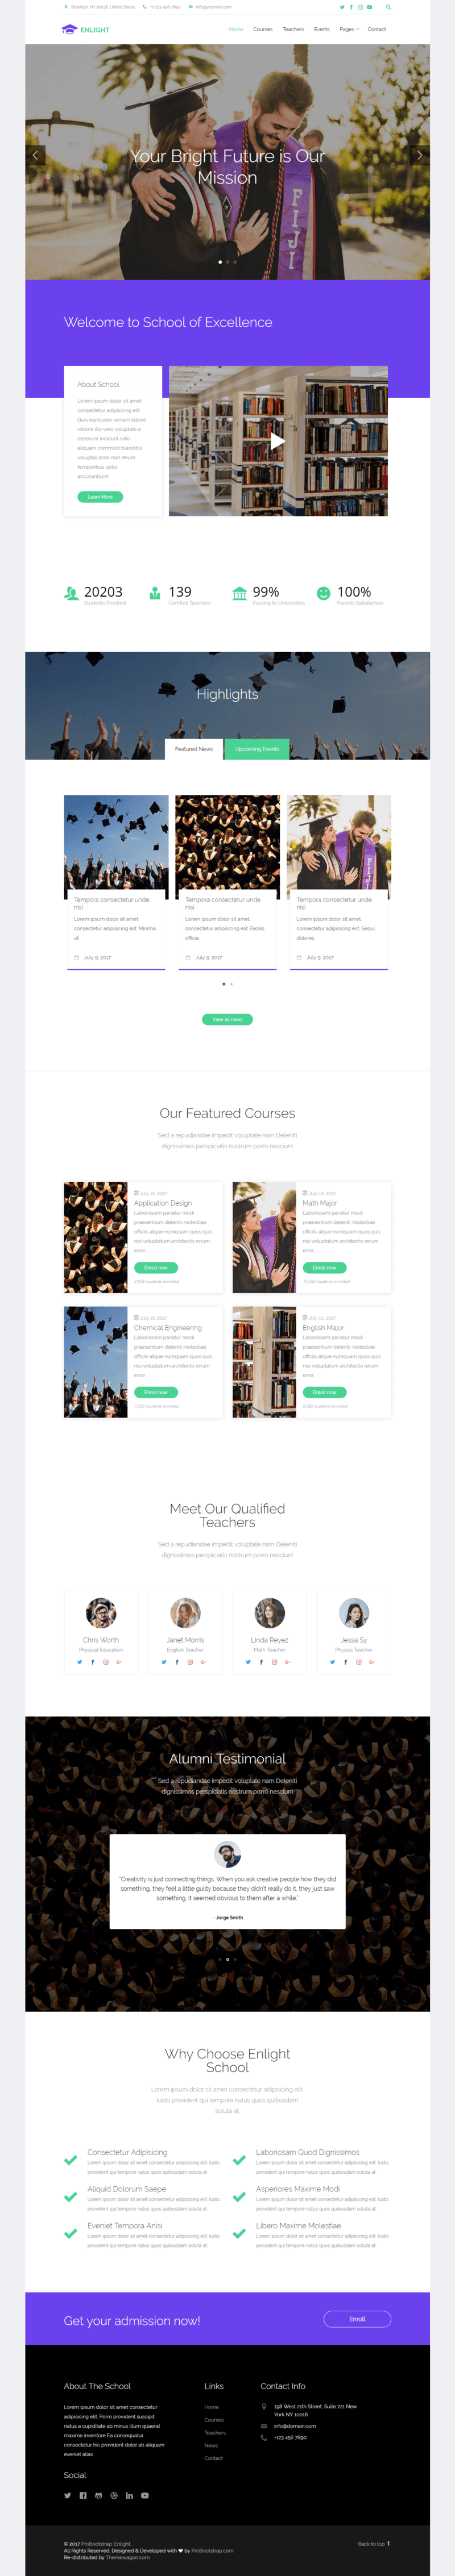 Brooklyn, NY 10036, United States +1-123-456-7890 info@yourmail.com
ENLIGHT
Home Courses Teachers Events Pages Contact
Your Bright Future is Our
Mission
FIJI
Welcome to School of Excellence
About School
Lorem ipsum dolor sit amet
consectetur adipisicing elit.
Quis explicabo veniam labore
ratione illo vero voluptate a
deserunt incidunt odio
aliquam commodi blanditiis
voluptas error non rerum
temporibus optio
accusantium!
Learn More
20203
Students Enrolled
139
Certified Teachers
99%
Passing to Universities
100%
Parents Satisfaction
Highlights
Featured News
Upcoming Events
Tempora consectetur unde
nisi
Lorem ipsum dolor sit amet
consectetur adipisicing elit. Minima,
ut.
July 9, 2017
Tempora consectetur unde
nisi
Lorem ipsum dolor sit amet
consectetur adipisicing elit. Facilis,
officia.
July 9, 2017
Tempora consectetur unde
nisi
Lorem ipsum dolor sit amet
consectetur adipisicing elit. Sequi,
dolores.
July 9, 2017
View all news
Our Featured Courses
Sed a repudiandae impedit voluptate nam Deleniti
dignissimos perspiciatis nostrum porro nesciunt
July 10, 2017
Application Design
Laboriosam pariatur modi
praesentium deleniti molestiae
officiis atque numquam quos quis
nisi voluptatum architecto rerum
error.
Enroll now
students enrolled
July 10, 2017
Math Major
Laboriosam pariatur modi
praesentium deleniti molestiae
officiis atque numquam quos quis
nisi voluptatum architecto rerum
error.
Enroll now
students enrolled
July 10, 2017
Chemical Engineering
Laboriosam pariatur modi
praesentium deleniti molestiae
officiis atque numquam quos quis
nisi voluptatum architecto rerum
error.
Enroll now
students enrolled
July 10, 2017
English Major
Laboriosam pariatur modi
praesentium deleniti molestiae
officiis atque numquam quos quis
nisi voluptatum architecto rerum
error.
Enroll now
students enrolled
Meet Our Qualified
Teachers
Sed a repudiandae impedit voluptate nam Deleniti
dignissimos perspiciatis nostrum porro nesciunt
Chris Worth
Physical Education
Janet Morris
English Teacher
Linda Reyez
Math Teacher
Jessa Sy
Physics Teacher
Alumni Testimonial
Sed a repudiandae impedit voluptate nam Deleniti
dignissimos perspiciatis nostrum porro nesciunt
"Creativity is just connecting things. When you ask creative people how they did
something, they feel a little guilty because they didn't really do it, they just saw
something. It seemed obvious to them after a while."
- Jorge Smith
Why Choose Enlight
School
Lorem ipsum dolor sit amet consectetur adipisicing elit.
Iusto provident qui tempore natus quos quibusdam
soluta at.
Consectetur Adipisicing
Lorem ipsum dolor sit amet consectetur adipisicing elit. Iusto
provident qui tempore natus quos quibusdam soluta at.
Laboriosam Quod Dignissimos
Lorem ipsum dolor sit amet consectetur adipisicing elit. Iusto
provident qui tempore natus quos quibusdam soluta at.
Aliquid Dolorum Saepe
Lorem ipsum dolor sit amet consectetur adipisicing elit. Iusto
provident qui tempore natus quos quibusdam soluta at.
Asperiores Maxime Modi
Lorem ipsum dolor sit amet consectetur adipisicing elit. Iusto
provident qui tempore natus quos quibusdam soluta at.
Eveniet Tempora Anisi
Lorem ipsum dolor sit amet consectetur adipisicing elit. Iusto
provident qui tempore natus quos quibusdam soluta at.
Libero Maxime Molestiae
Lorem ipsum dolor sit amet consectetur adipisicing elit. Iusto
provident qui tempore natus quos quibusdam soluta at.
Get your admission now!
Enroll
About The School
Lorem ipsum dolor sit amet consectetur
adipisicing elit. Porro provident suscipit
natus a cupiditate ab minus illum quaerat
maxime inventore Ea consequatur
consectetur hic provident dolor ab aliquam
eveniet alias
Social
Links
Home
Courses
Teachers
News
Contact
Contact Info
198 West 21th Street, Suite 721 New
York NY 10016
info@domain.com
+123 456 7890
© 2017 ProBootstrap: Enlight.
All Rights Reserved. Designed & Developed with ❤ by ProBootstrap.com
Re-distributed by Themewagon.com
Back to top